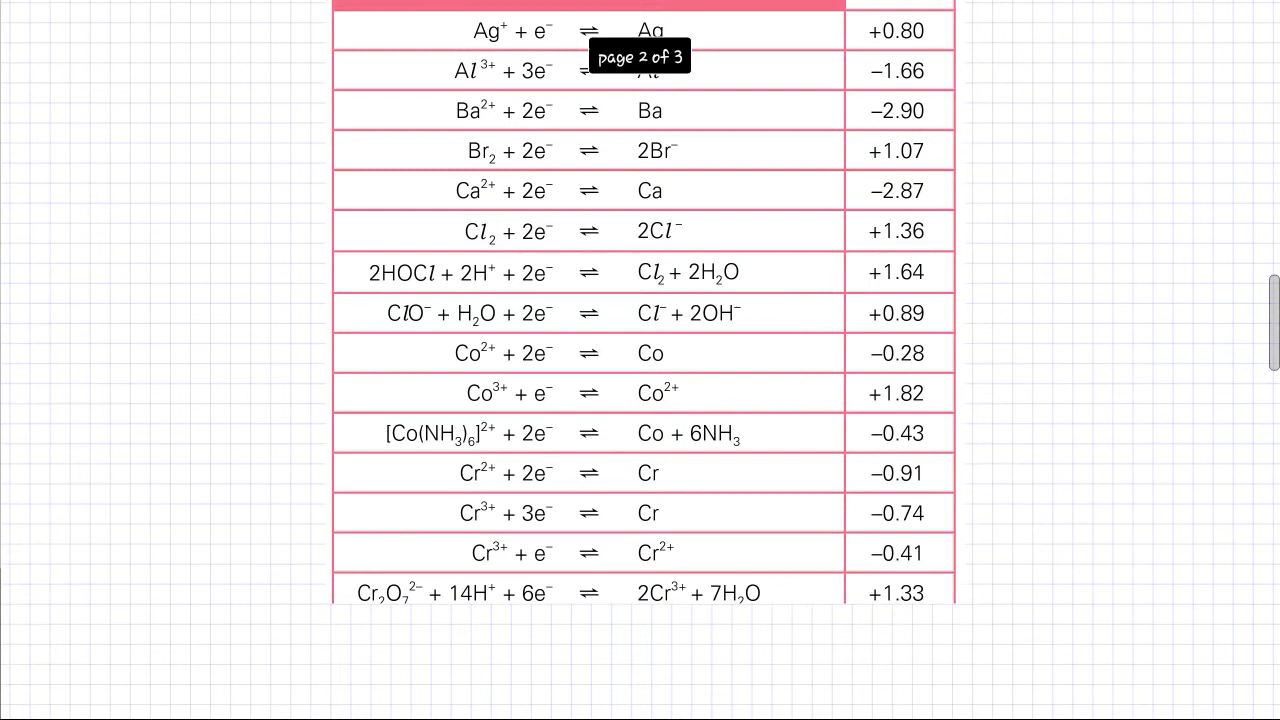 Ag⁺ + e⁻ ⇌ Ag +0.80
page 2 of 3
Al³⁺ + 3e⁻ ⇌ Al −1.66
Ba²⁺ + 2e⁻ ⇌ Ba −2.90
Br₂ + 2e⁻ ⇌ 2Br⁻ +1.07
Ca²⁺ + 2e⁻ ⇌ Ca −2.87
Cl₂ + 2e⁻ ⇌ 2Cl⁻ +1.36
2HOCl + 2H⁺ + 2e⁻ ⇌ Cl₂ + 2H₂O +1.64
ClO⁻ + H₂O + 2e⁻ ⇌ Cl⁻ + 2OH⁻ +0.89
Co²⁺ + 2e⁻ ⇌ Co −0.28
Co³⁺ + e⁻ ⇌ Co²⁺ +1.82
[Co(NH₃)₆]²⁺ + 2e⁻ ⇌ Co + 6NH₃ −0.43
Cr²⁺ + 2e⁻ ⇌ Cr −0.91
Cr³⁺ + 3e⁻ ⇌ Cr −0.74
Cr³⁺ + e⁻ ⇌ Cr²⁺ −0.41
Cr₂O₇²⁻ + 14H⁺ + 6e⁻ ⇌ 2Cr³⁺ + 7H₂O +1.33